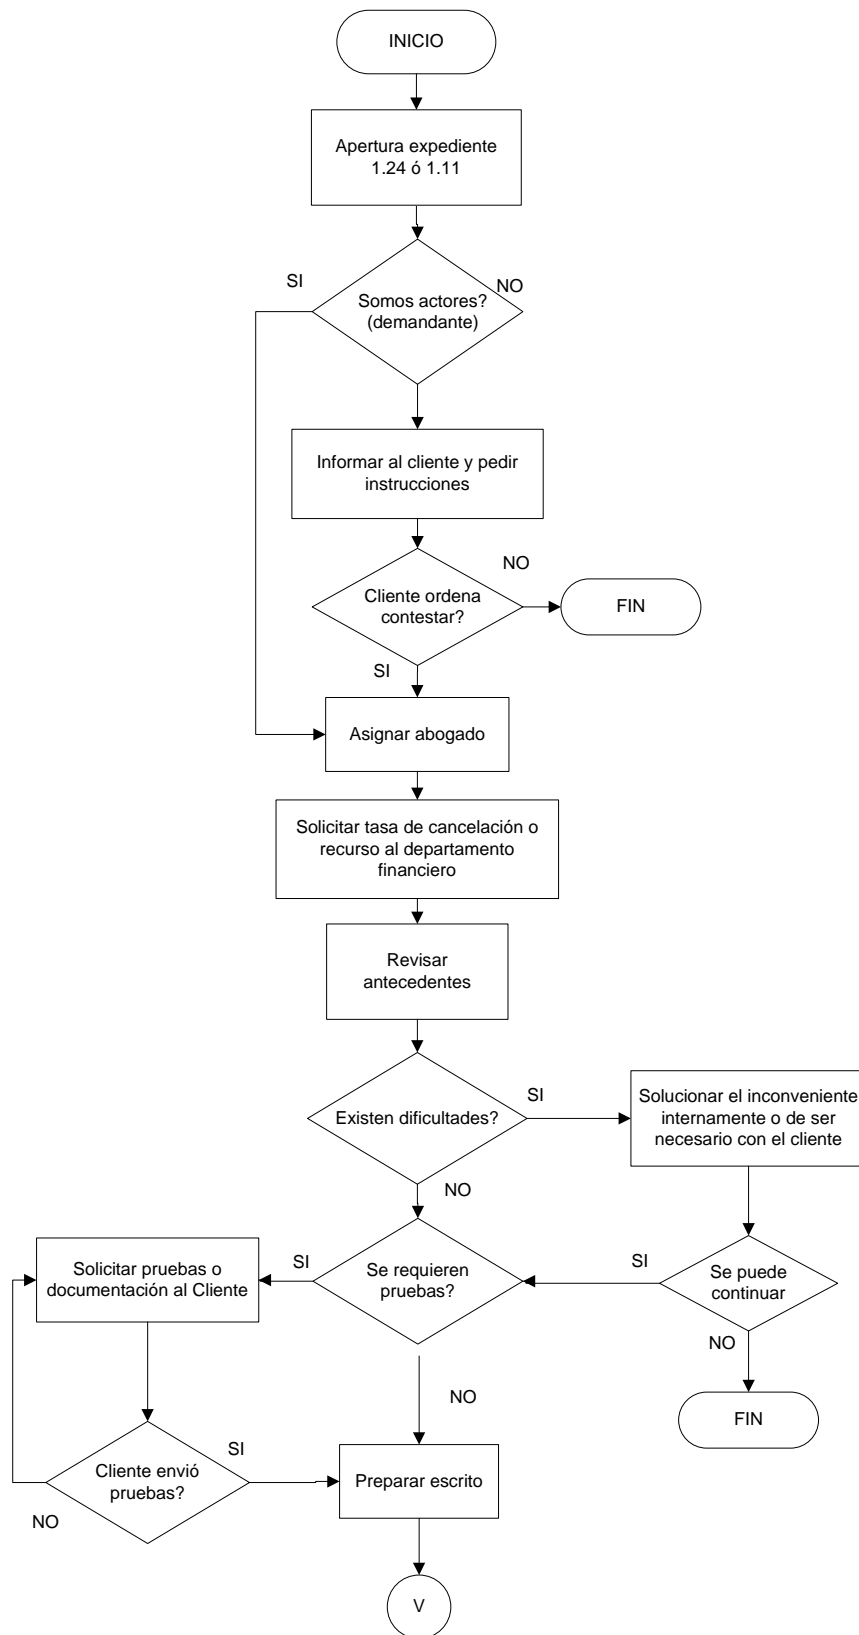 INICIO
Apertura expediente
1.24 ó 1.11
SI
NO
Somos actores?
(demandante)
Informar al cliente y pedir
instrucciones
NO
Cliente ordena
contestar?
FIN
SI
Asignar abogado
Solicitar tasa de cancelación o
recurso al departamento
financiero
Revisar
antecedentes
SI
Existen dificultades?
Solucionar el inconveniente
internamente o de ser
necesario con el cliente
NO
Solicitar pruebas o
documentación al Cliente
SI
Se requieren
pruebas?
SI
Se puede
continuar
NO
NO
FIN
SI
Cliente envió
pruebas?
NO
Preparar escrito
V